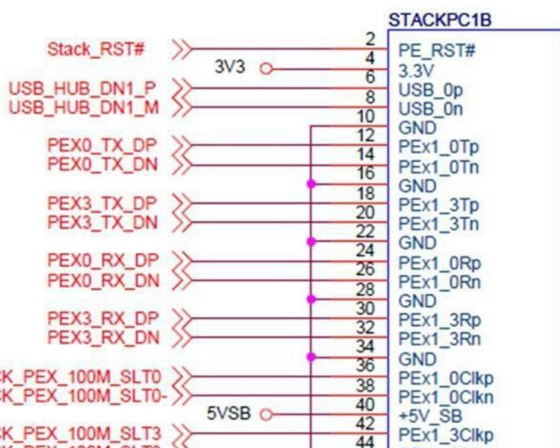 STACKPC1B
Stack_RST# 2 PE_RST#
3V3 4 3.3V
USB_HUB_DN1_P 6 USB_0p
USB_HUB_DN1_M 8 USB_0n
10 GND
PEX0_TX_DP 12 PEx1_0Tp
PEX0_TX_DN 14 PEx1_0Tn
16 GND
PEX3_TX_DP 18 PEx1_3Tp
PEX3_TX_DN 20 PEx1_3Tn
22 GND
PEX0_RX_DP 24 PEx1_0Rp
PEX0_RX_DN 26 PEx1_0Rn
28 GND
PEX3_RX_DP 30 PEx1_3Rp
PEX3_RX_DN 32 PEx1_3Rn
34 GND
CK_PEX_100M_SLT0 36 PEx1_0Clkp
CK_PEX_100M_SLT0- 38 PEx1_0Clkn
5VSB 40 +5V_SB
CK_PEX_100M_SLT3 42 PEx1_3Clkp
44